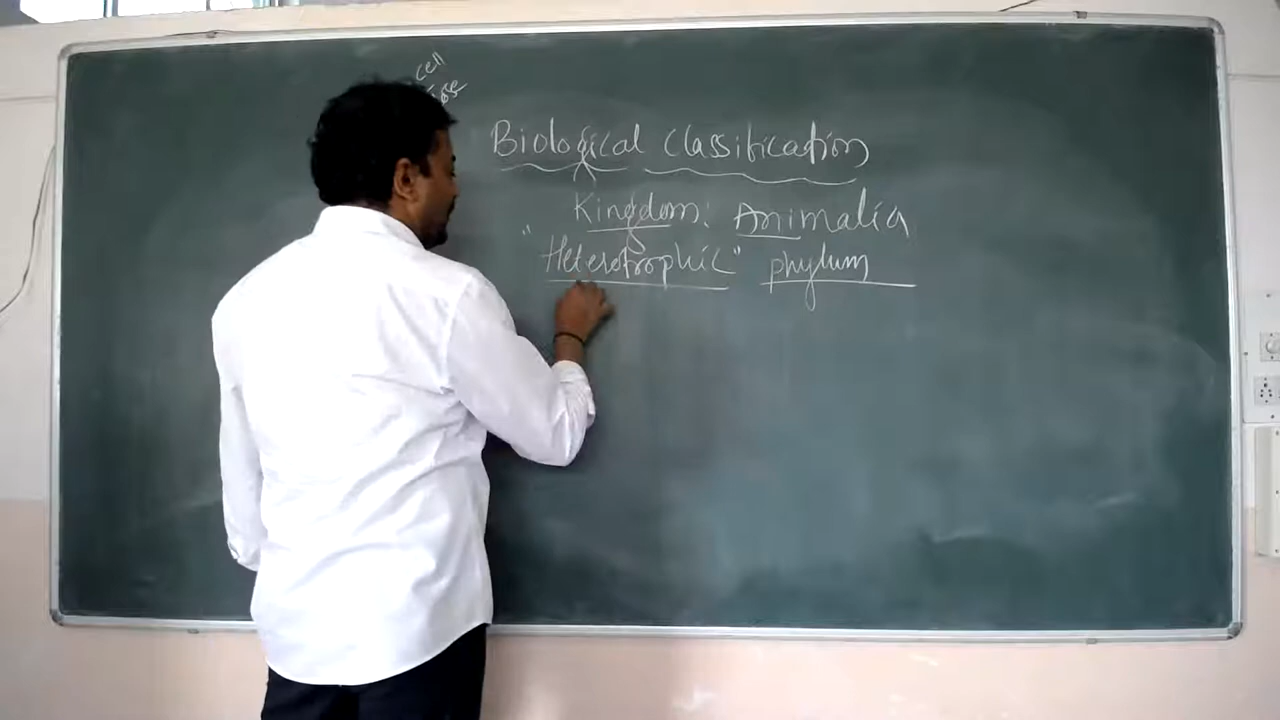 cell
Biological classification
Kingdom: Animalia
"Heterotrophic" phylum